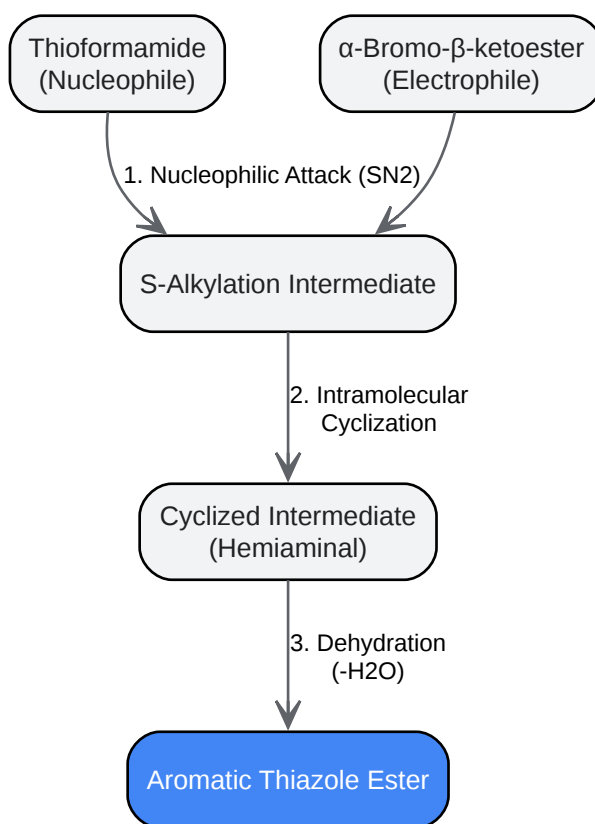 Thioformamide
(Nucleophile)
α-Bromo-β-ketoester
(Electrophile)
1. Nucleophilic Attack (SN2)
S-Alkylation Intermediate
2. Intramolecular
Cyclization
Cyclized Intermediate
(Hemiaminal)
3. Dehydration
(-H2O)
Aromatic Thiazole Ester